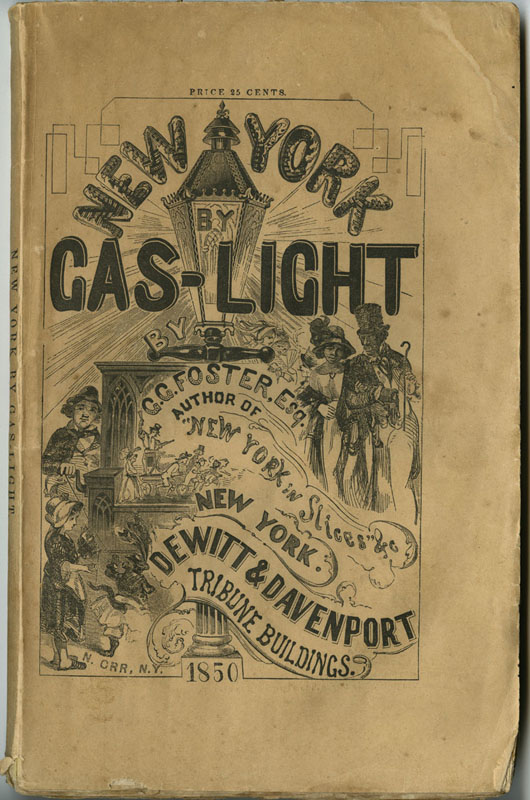 PRICE 25 CENTS.
NEW YORK
BY
GAS-LIGHT
BY
G.G. FOSTER, ESQ.
AUTHOR OF
"NEW YORK IN Slices" &c
NEW YORK.
DEWITT & DAVENPORT
TRIBUNE BUILDINGS.
N. ORR, N.Y.
1850
NEW YORK BY GAS-LIGHT